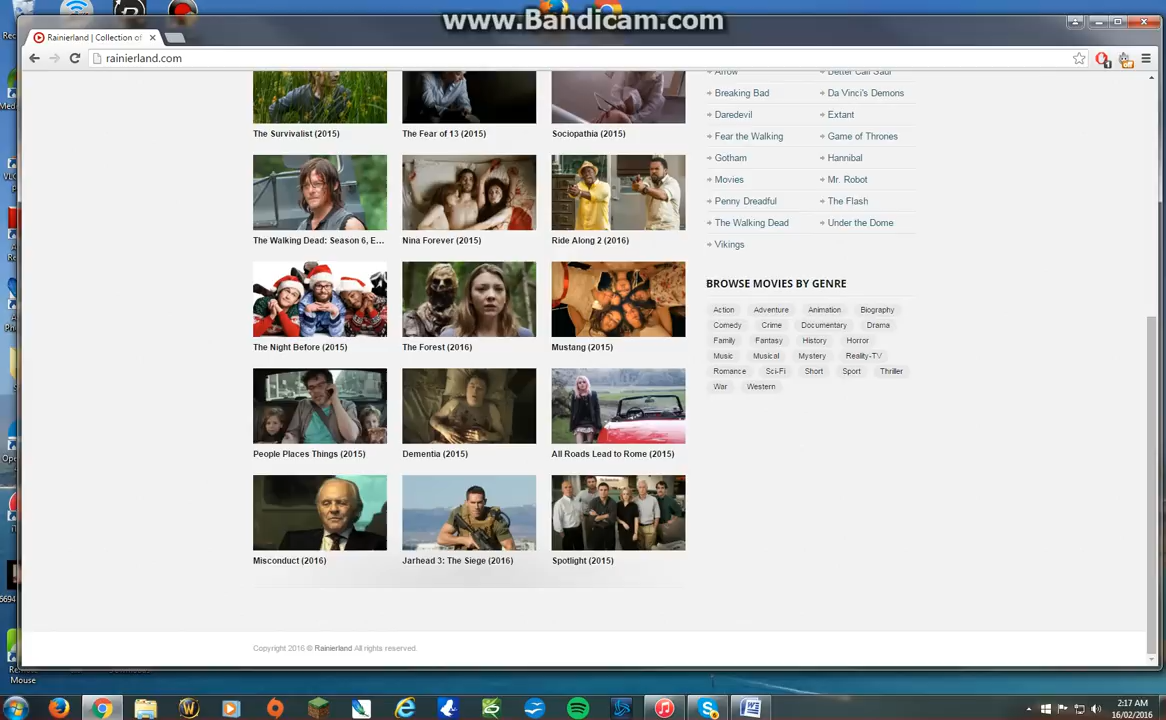 www.Bandicam.com
Rainierland | Collection of
rainierland.com
Arrow
Better Call Saul
Breaking Bad
Da Vinci's Demons
The Survivalist (2015)
The Fear of 13 (2015)
Sociopathia (2015)
Daredevil
Extant
Fear the Walking
Game of Thrones
Gotham
Hannibal
Movies
Mr. Robot
Penny Dreadful
The Flash
The Walking Dead
Under the Dome
Vikings
The Walking Dead: Season 6, E...
Nina Forever (2015)
Ride Along 2 (2016)
BROWSE MOVIES BY GENRE
Action Adventure Animation Biography
Comedy Crime Documentary Drama
Family Fantasy History Horror
Music Musical Mystery Reality-TV
Romance Sci-Fi Short Sport Thriller
War Western
The Night Before (2015)
The Forest (2016)
Mustang (2015)
People Places Things (2015)
Dementia (2015)
All Roads Lead to Rome (2015)
Misconduct (2016)
Jarhead 3: The Siege (2016)
Spotlight (2015)
Copyright 2016 © Rainierland All rights reserved.
Mouse
2:17 AM
16/02/2016